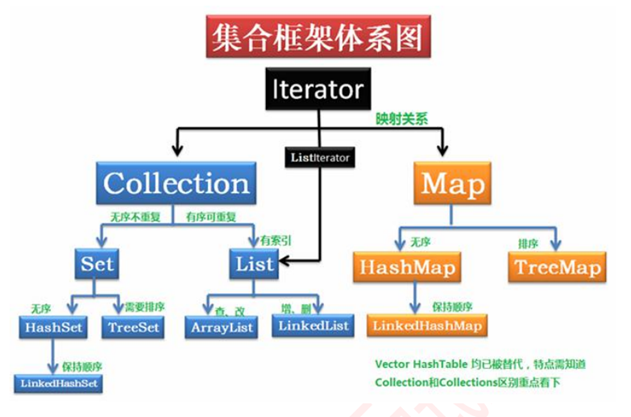 集合框架体系图
Iterator
映射关系
ListIterator
Collection
Map
无序不重复
有序可重复
有索引
无序
排序
Set
List
HashMap
TreeMap
无序
需要排序
查、改
增、删
保持顺序
HashSet
TreeSet
ArrayList
LinkedList
LinkedHashMap
保持顺序
LinkedHashSet
Vector HashTable 均已被替代，特点需知道
Collection和Collections区别重点看下